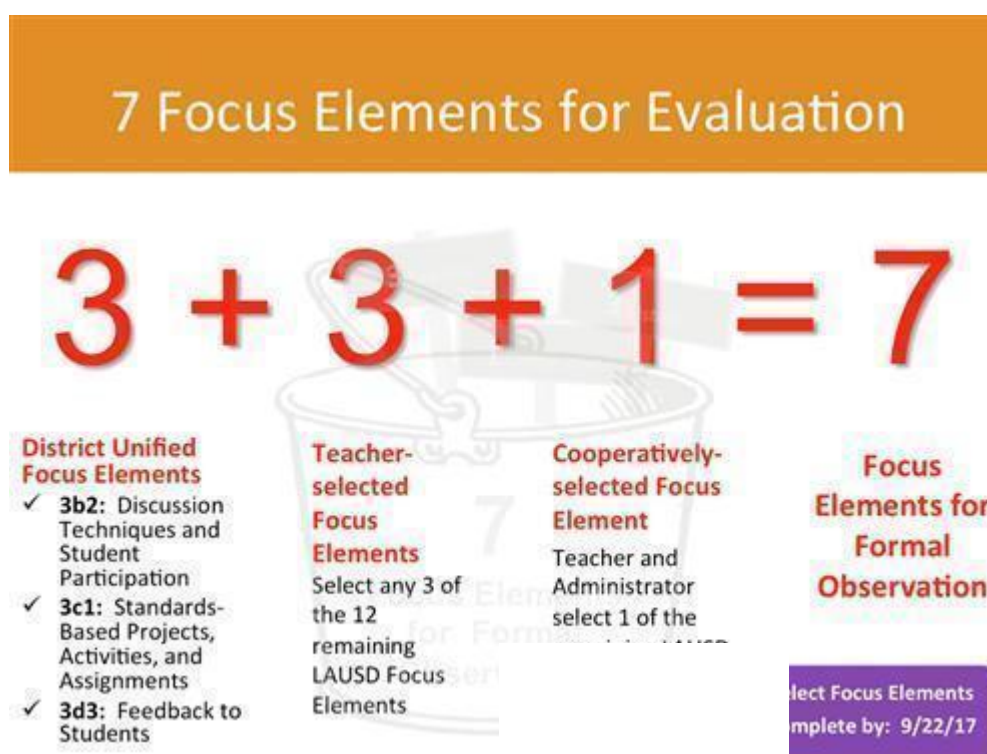 7 Focus Elements for Evaluation
3 + 3 + 1 = 7
District Unified
Focus Elements
✓ 3b2: Discussion
Techniques and
Student
Participation
✓ 3c1: Standards-
Based Projects,
Activities, and
Assignments
✓ 3d3: Feedback to
Students
Teacher-
selected
Focus
Elements
Select any 3 of
the 12
remaining
LAUSD Focus
Elements
Cooperatively-
selected Focus
Element
Teacher and
Administrator
select 1 of the
Focus
Elements for
Formal
Observation
Focus Elements
by: 9/22/17
7